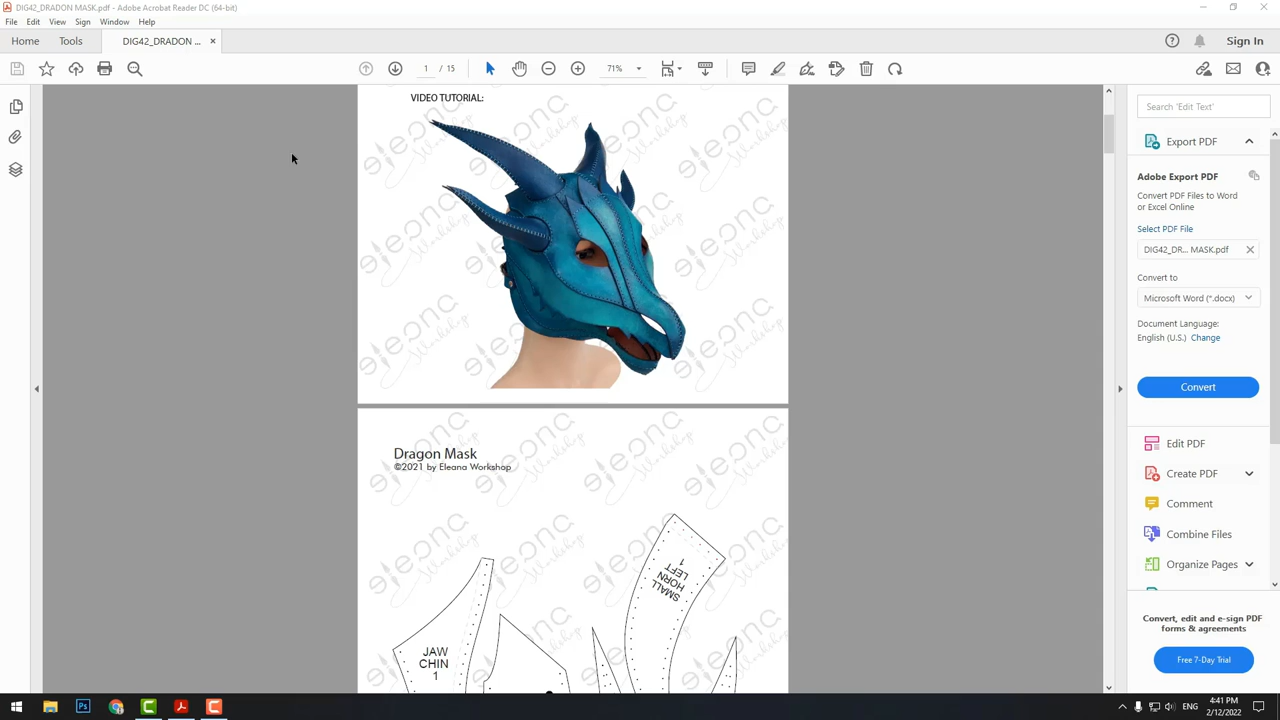 DIG42_DRADON MASK.pdf - Adobe Acrobat Reader DC (64-bit)
File Edit View Sign Window Help
Home Tools DIG42_DRADON ... × Sign In
1 / 15 71%
VIDEO TUTORIAL:
eleana
Workshop
Dragon Mask
©2021 by Eleana Workshop
JAW
CHIN
1
SMALL
HORN
LEFT
1
Search 'Edit Text'
Export PDF
Adobe Export PDF
Convert PDF Files to Word
or Excel Online
Select PDF File
DIG42_DR... MASK.pdf
Convert to
Microsoft Word (*.docx)
Document Language:
English (U.S.) Change
Convert
Edit PDF
Create PDF
Comment
Combine Files
Organize Pages
Convert, edit and e-sign PDF
forms & agreements
Free 7-Day Trial
Ps
ENG
4:41 PM
2/12/2022